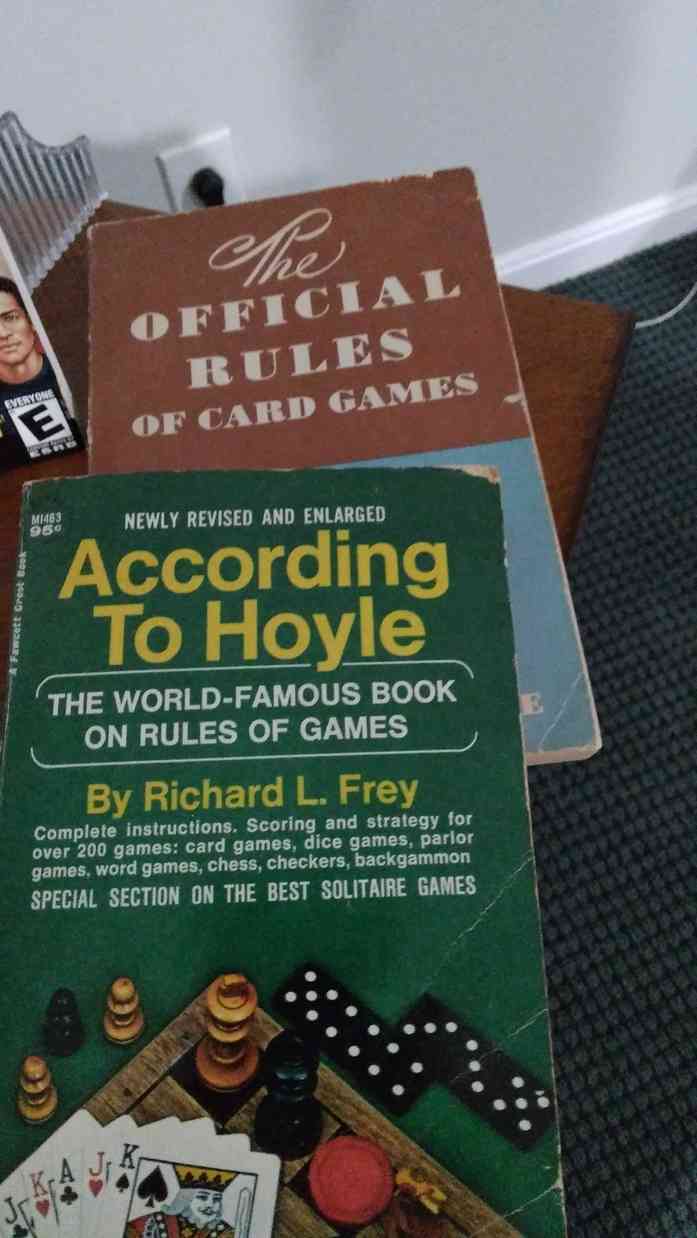 The
OFFICIAL
RULES
OF CARD GAMES
EVERYONE
E
ESRB
E
MI463
95¢
NEWLY REVISED AND ENLARGED
A Fawcett Crest Book
According
To Hoyle
THE WORLD-FAMOUS BOOK
ON RULES OF GAMES
By Richard L. Frey
Complete instructions. Scoring and strategy for
over 200 games: card games, dice games, parlor
games, word games, chess, checkers, backgammon
SPECIAL SECTION ON THE BEST SOLITAIRE GAMES
J K A J K